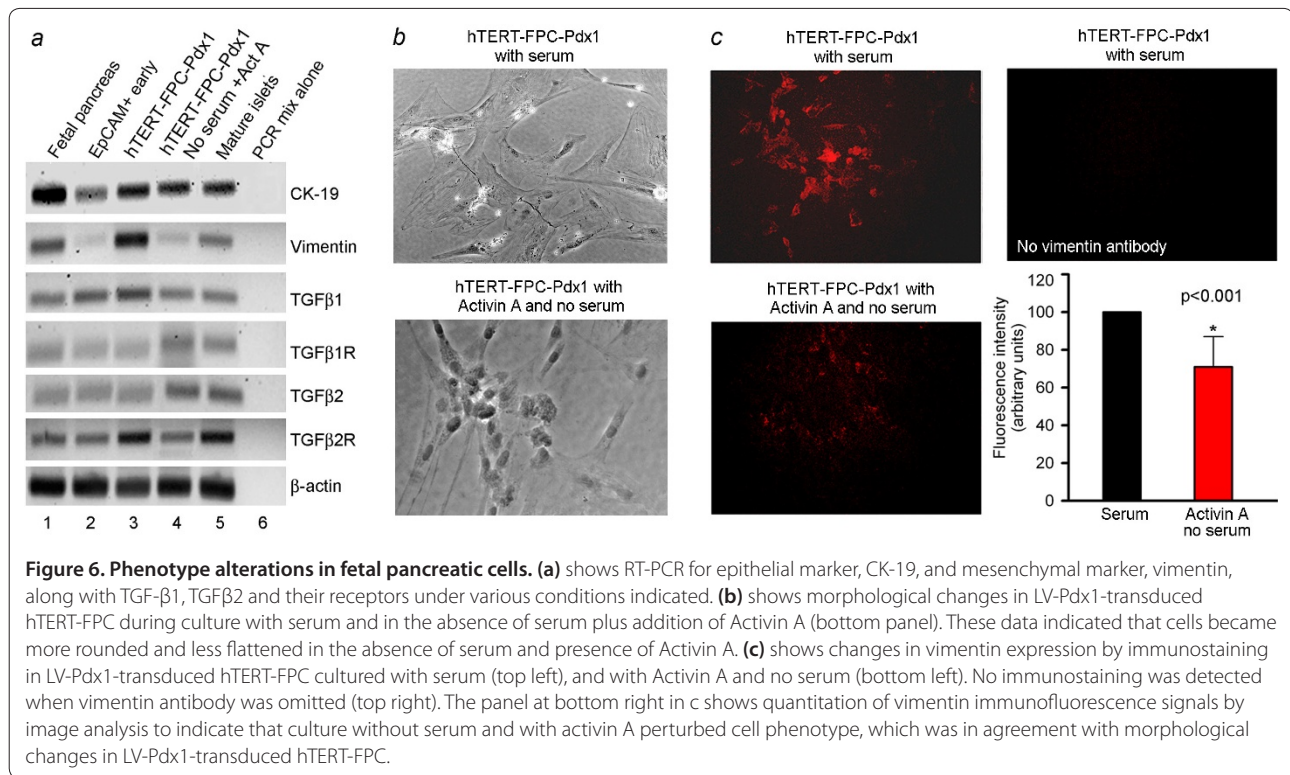 a
Fetal pancreas
EpCAM+ early
hTERT-FPC-Pdx1
hTERT-FPC-Pdx1
No serum +Act A
Mature islets
PCR mix alone
CK-19
Vimentin
TGFβ1
TGFβ1R
TGFβ2
TGFβ2R
β-actin
1 2 3 4 5 6
b
hTERT-FPC-Pdx1
with serum
hTERT-FPC-Pdx1 with
Activin A and no serum
c
hTERT-FPC-Pdx1
with serum
hTERT-FPC-Pdx1
with serum
No vimentin antibody
hTERT-FPC-Pdx1 with
Activin A and no serum
Fluorescence intensity
(arbitrary units)
120
100
80
60
40
20
0
p<0.001
*
Serum
Activin A
no serum
Figure 6. Phenotype alterations in fetal pancreatic cells. (a) shows RT-PCR for epithelial marker, CK-19, and mesenchymal marker, vimentin,
along with TGF-β1, TGFβ2 and their receptors under various conditions indicated. (b) shows morphological changes in LV-Pdx1-transduced
hTERT-FPC during culture with serum and in the absence of serum plus addition of Activin A (bottom panel). These data indicated that cells became
more rounded and less flattened in the absence of serum and presence of Activin A. (c) shows changes in vimentin expression by immunostaining
in LV-Pdx1-transduced hTERT-FPC cultured with serum (top left), and with Activin A and no serum (bottom left). No immunostaining was detected
when vimentin antibody was omitted (top right). The panel at bottom right in c shows quantitation of vimentin immunofluorescence signals by
image analysis to indicate that culture without serum and with activin A perturbed cell phenotype, which was in agreement with morphological
changes in LV-Pdx1-transduced hTERT-FPC.